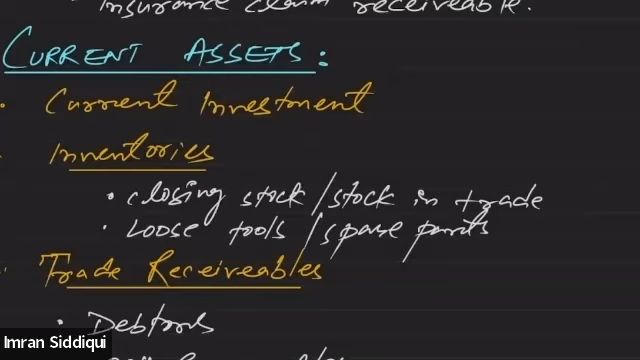 insurance claim receiveable.
CURRENT ASSETS:
• Current Investment
• Inventories
• closing stock/stock in trade
• Loose tools/spare parts
• Trade Receiveables
• Debtors
Imran Siddiqui